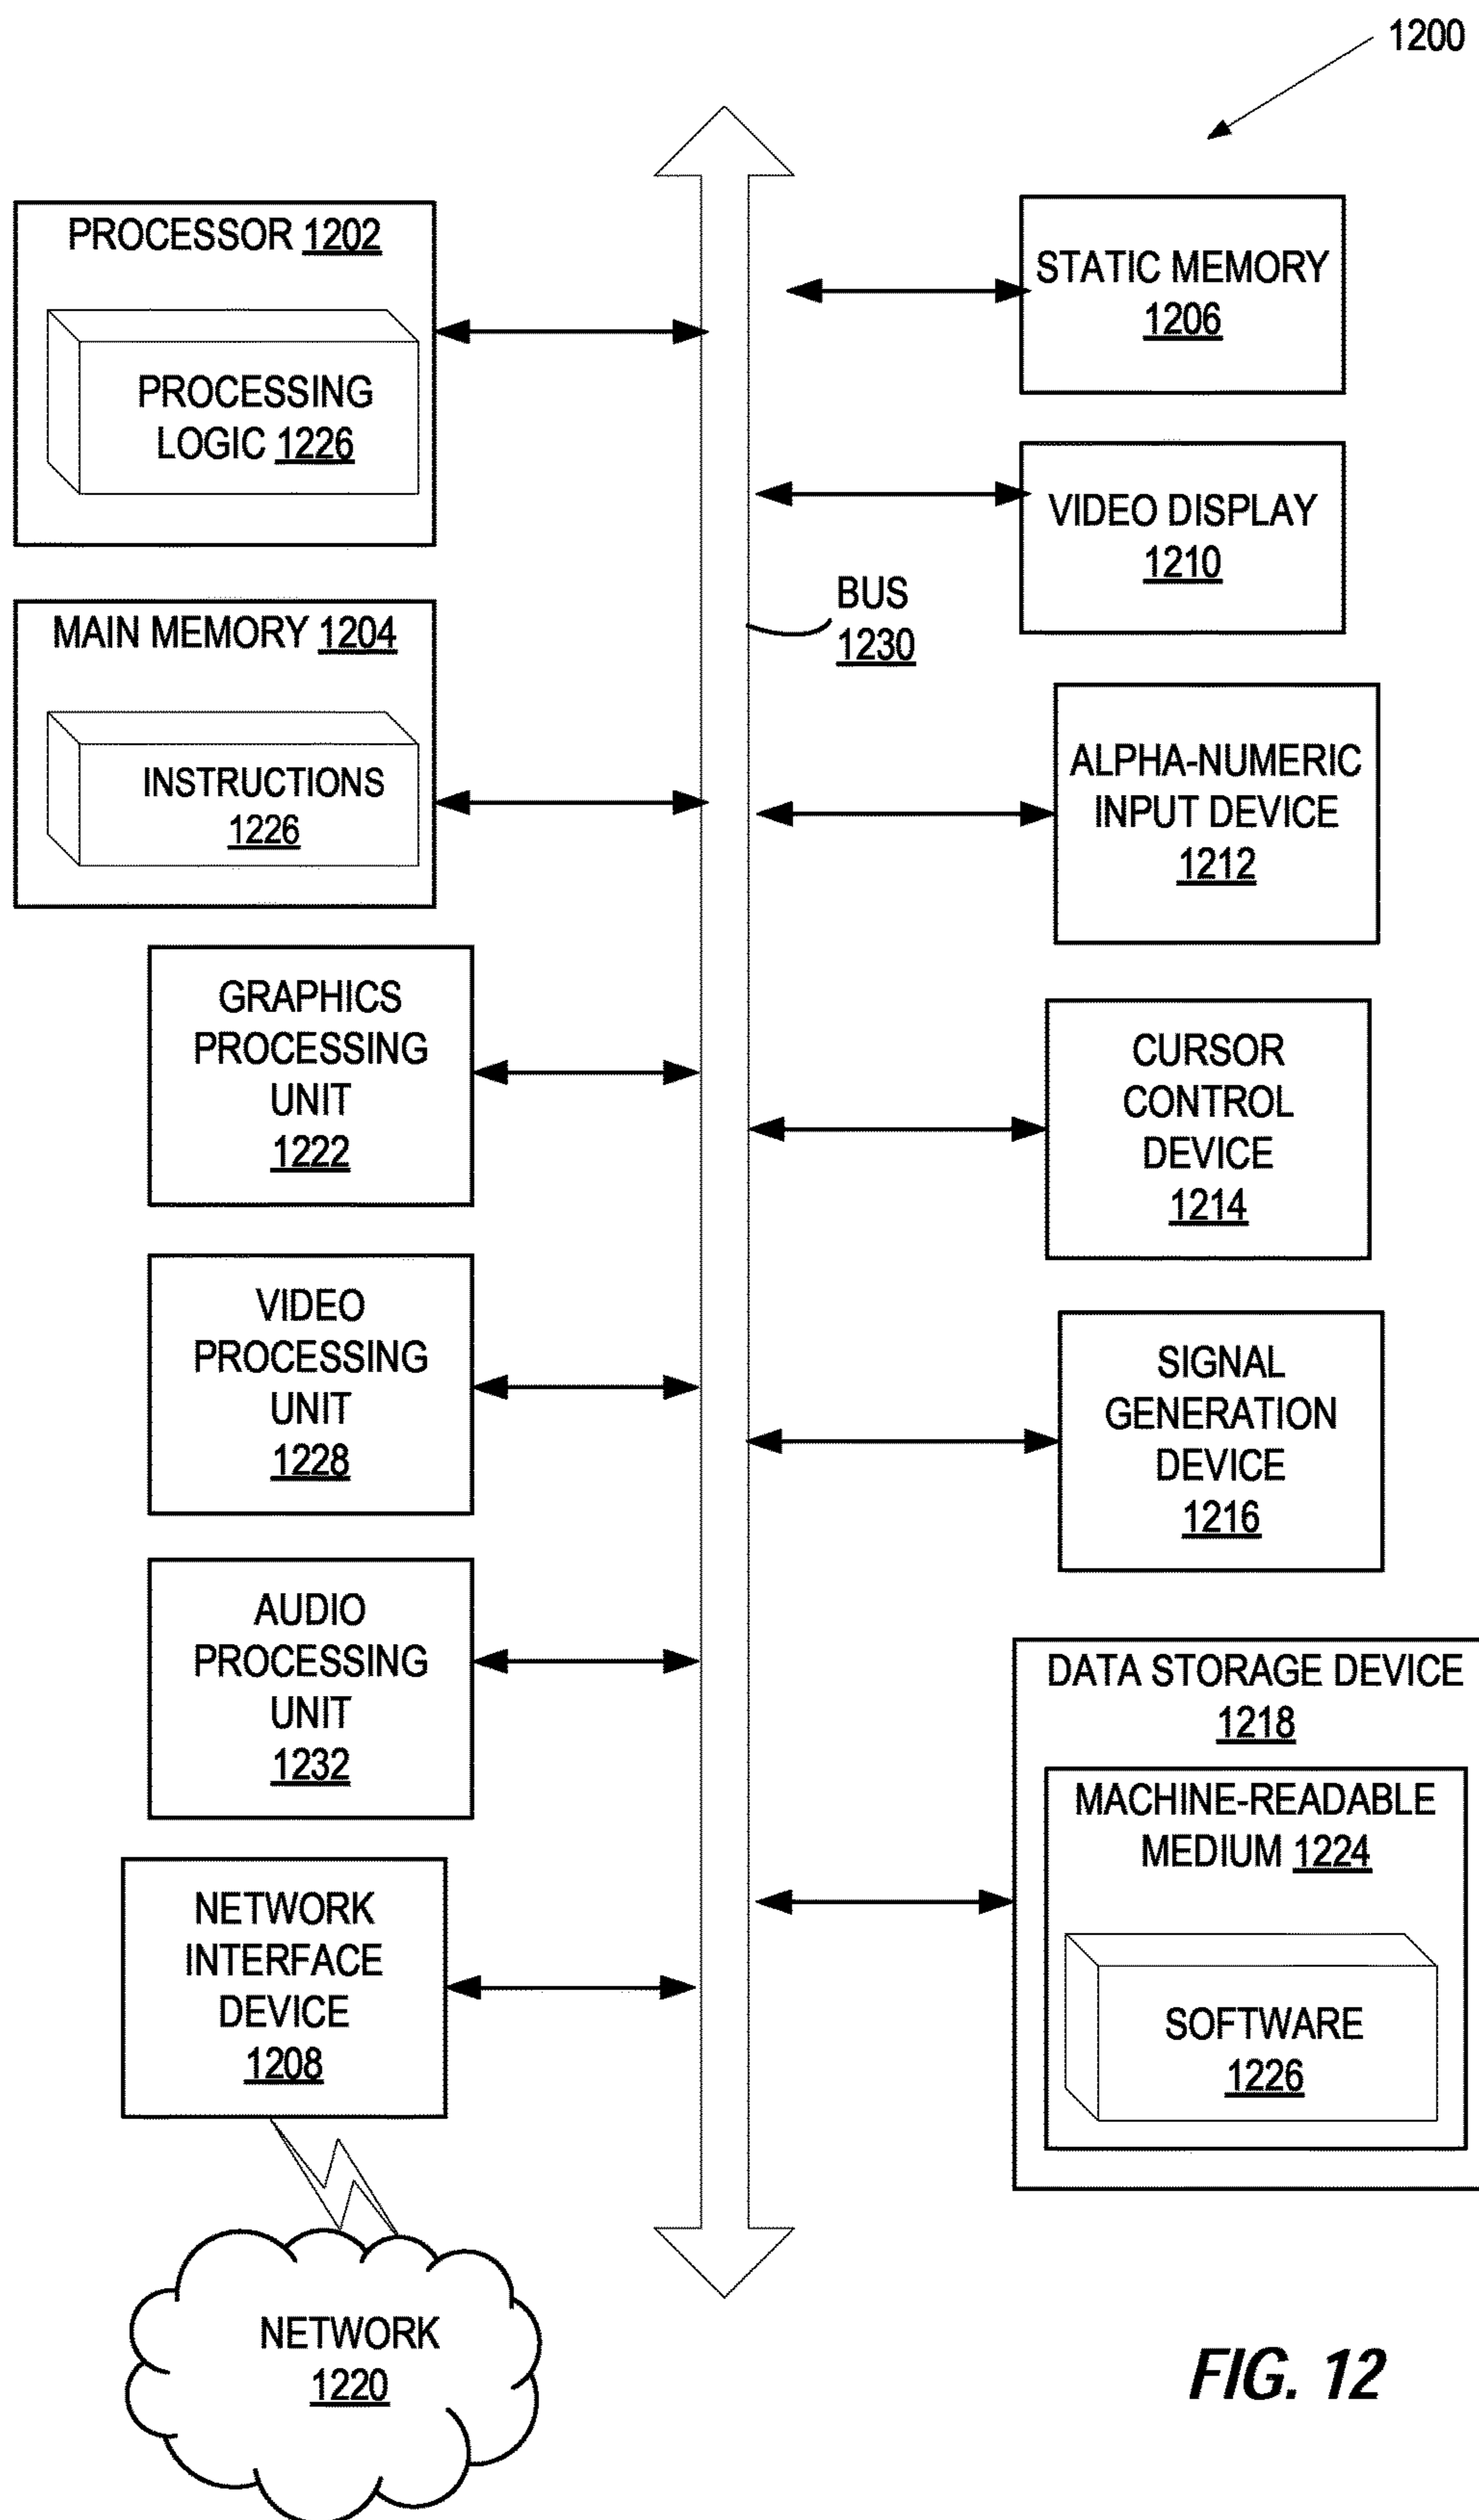 1200
PROCESSOR 1202
PROCESSING
LOGIC 1226
MAIN MEMORY 1204
INSTRUCTIONS
1226
GRAPHICS
PROCESSING
UNIT
1222
VIDEO
PROCESSING
UNIT
1228
AUDIO
PROCESSING
UNIT
1232
NETWORK
INTERFACE
DEVICE
1208
NETWORK
1220
BUS
1230
STATIC MEMORY
1206
VIDEO DISPLAY
1210
ALPHA-NUMERIC
INPUT DEVICE
1212
CURSOR
CONTROL
DEVICE
1214
SIGNAL
GENERATION
DEVICE
1216
DATA STORAGE DEVICE
1218
MACHINE-READABLE
MEDIUM 1224
SOFTWARE
1226
FIG. 12